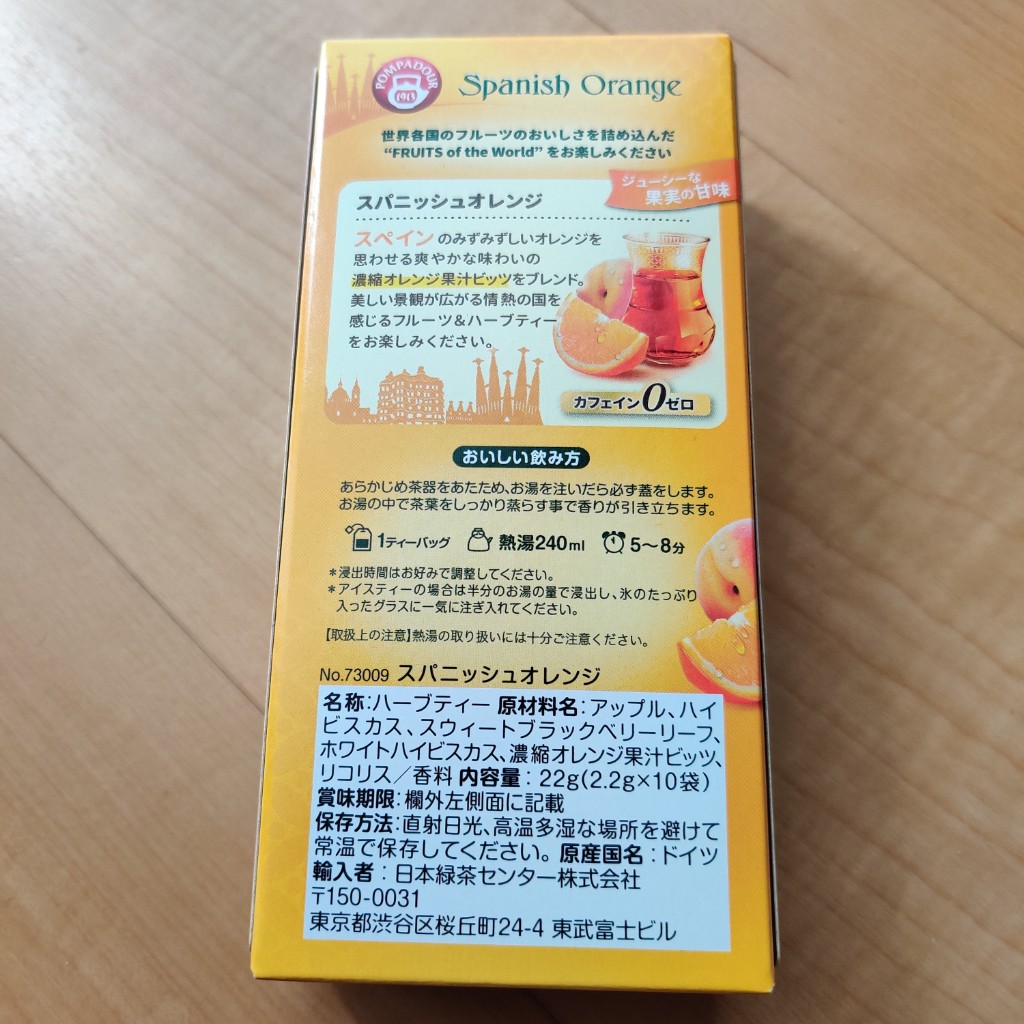 POMPADOUR
1913
Spanish Orange
世界各国のフルーツのおいしさを詰め込んだ
“FRUITS of the World” をお楽しみください
ジューシーな
果実の甘味
スパニッシュオレンジ
スペインのみずみずしいオレンジを
思わせる爽やかな味わいの
濃縮オレンジ果汁ビッツをブレンド。
美しい景観が広がる情熱の国を
感じるフルーツ&ハーブティー
をお楽しみください。
カフェイン0ゼロ
おいしい飲み方
あらかじめ茶器をあたため、お湯を注いだら必ず蓋をします。
お湯の中で茶葉をしっかり蒸らす事で香りが引き立ちます。
1ティーバッグ 熱湯240ml 5〜8分
＊浸出時間はお好みで調整してください。
＊アイスティーの場合は半分のお湯の量で浸出し、氷のたっぷり
入ったグラスに一気に注ぎ入れてください。
【取扱上の注意】熱湯の取り扱いには十分ご注意ください。
No.73009 スパニッシュオレンジ
名称:ハーブティー 原材料名:アップル、ハイ
ビスカス、スウィートブラックベリーリーフ、
ホワイトハイビスカス、濃縮オレンジ果汁ビッツ、
リコリス／香料 内容量:22g(2.2g×10袋)
賞味期限:欄外左側面に記載
保存方法:直射日光、高温多湿な場所を避けて
常温で保存してください。 原産国名:ドイツ
輸入者:日本緑茶センター株式会社
〒150-0031
東京都渋谷区桜丘町24-4 東武富士ビル